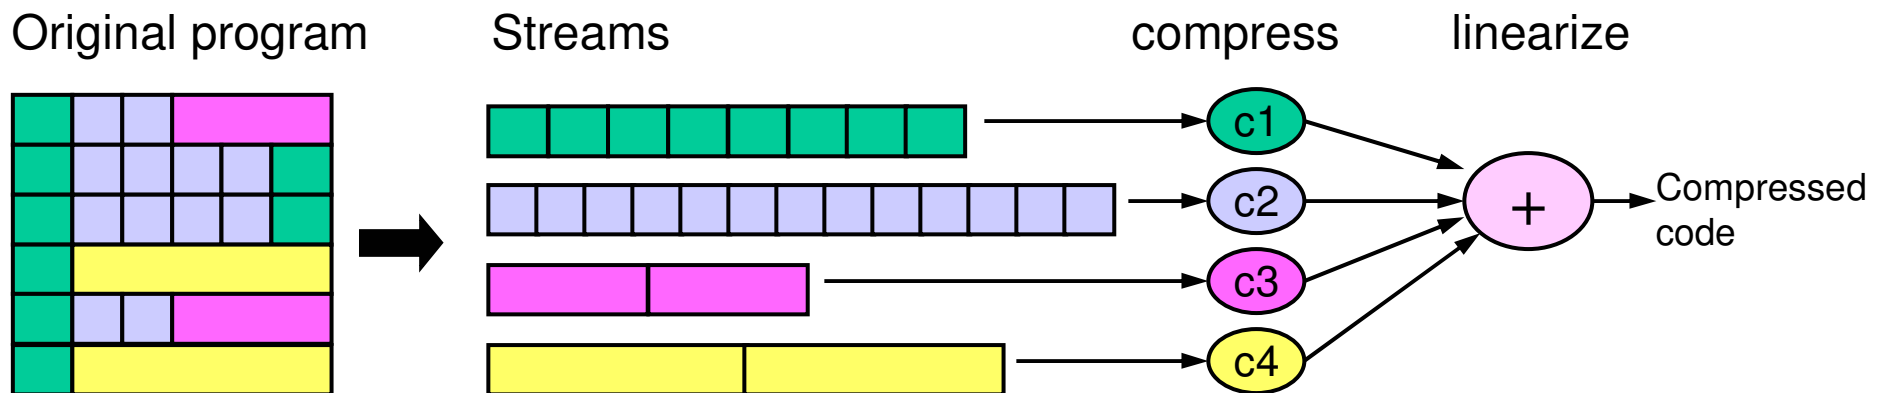 Original program
Streams
compress
linearize
c1
c2
c3
c4
+
Compressed
code